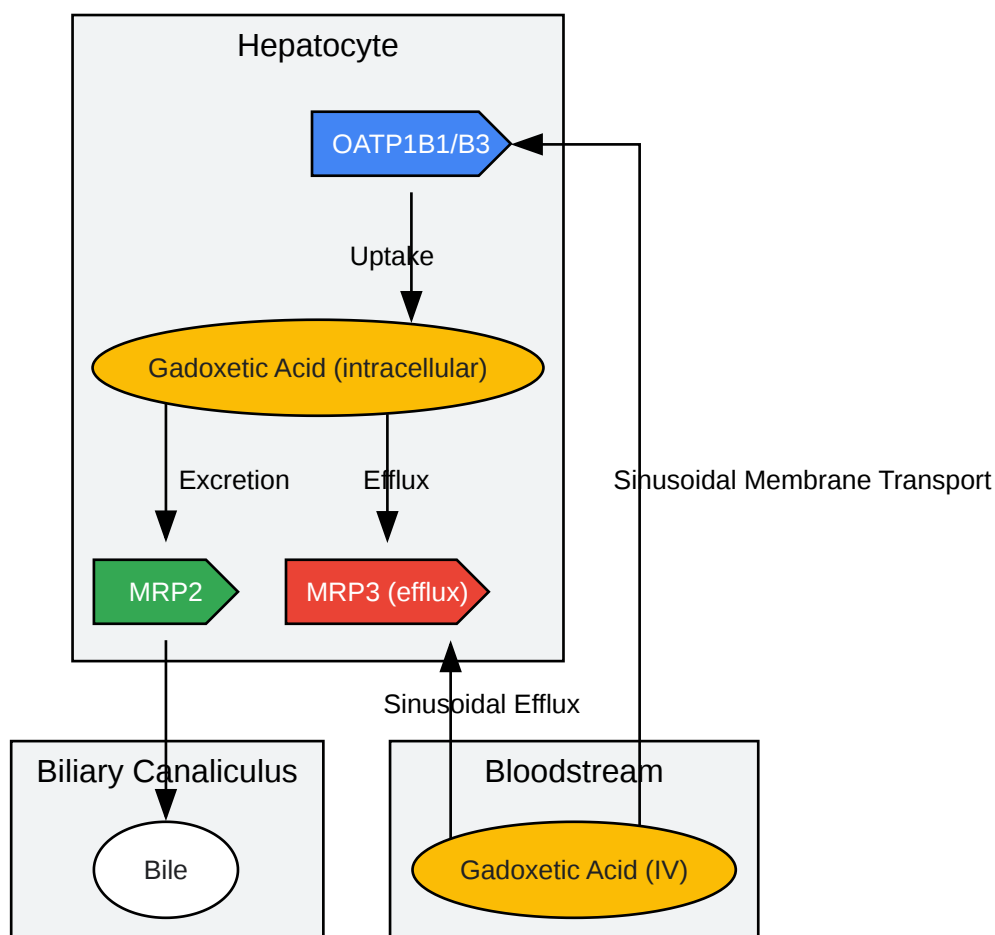 Hepatocyte
OATP1B1/B3
Uptake
Gadoxetic Acid (intracellular)
Excretion
Efflux
Sinusoidal Membrane Transport
MRP2
MRP3 (efflux)
Sinusoidal Efflux
Biliary Canaliculus
Bloodstream
Bile
Gadoxetic Acid (IV)